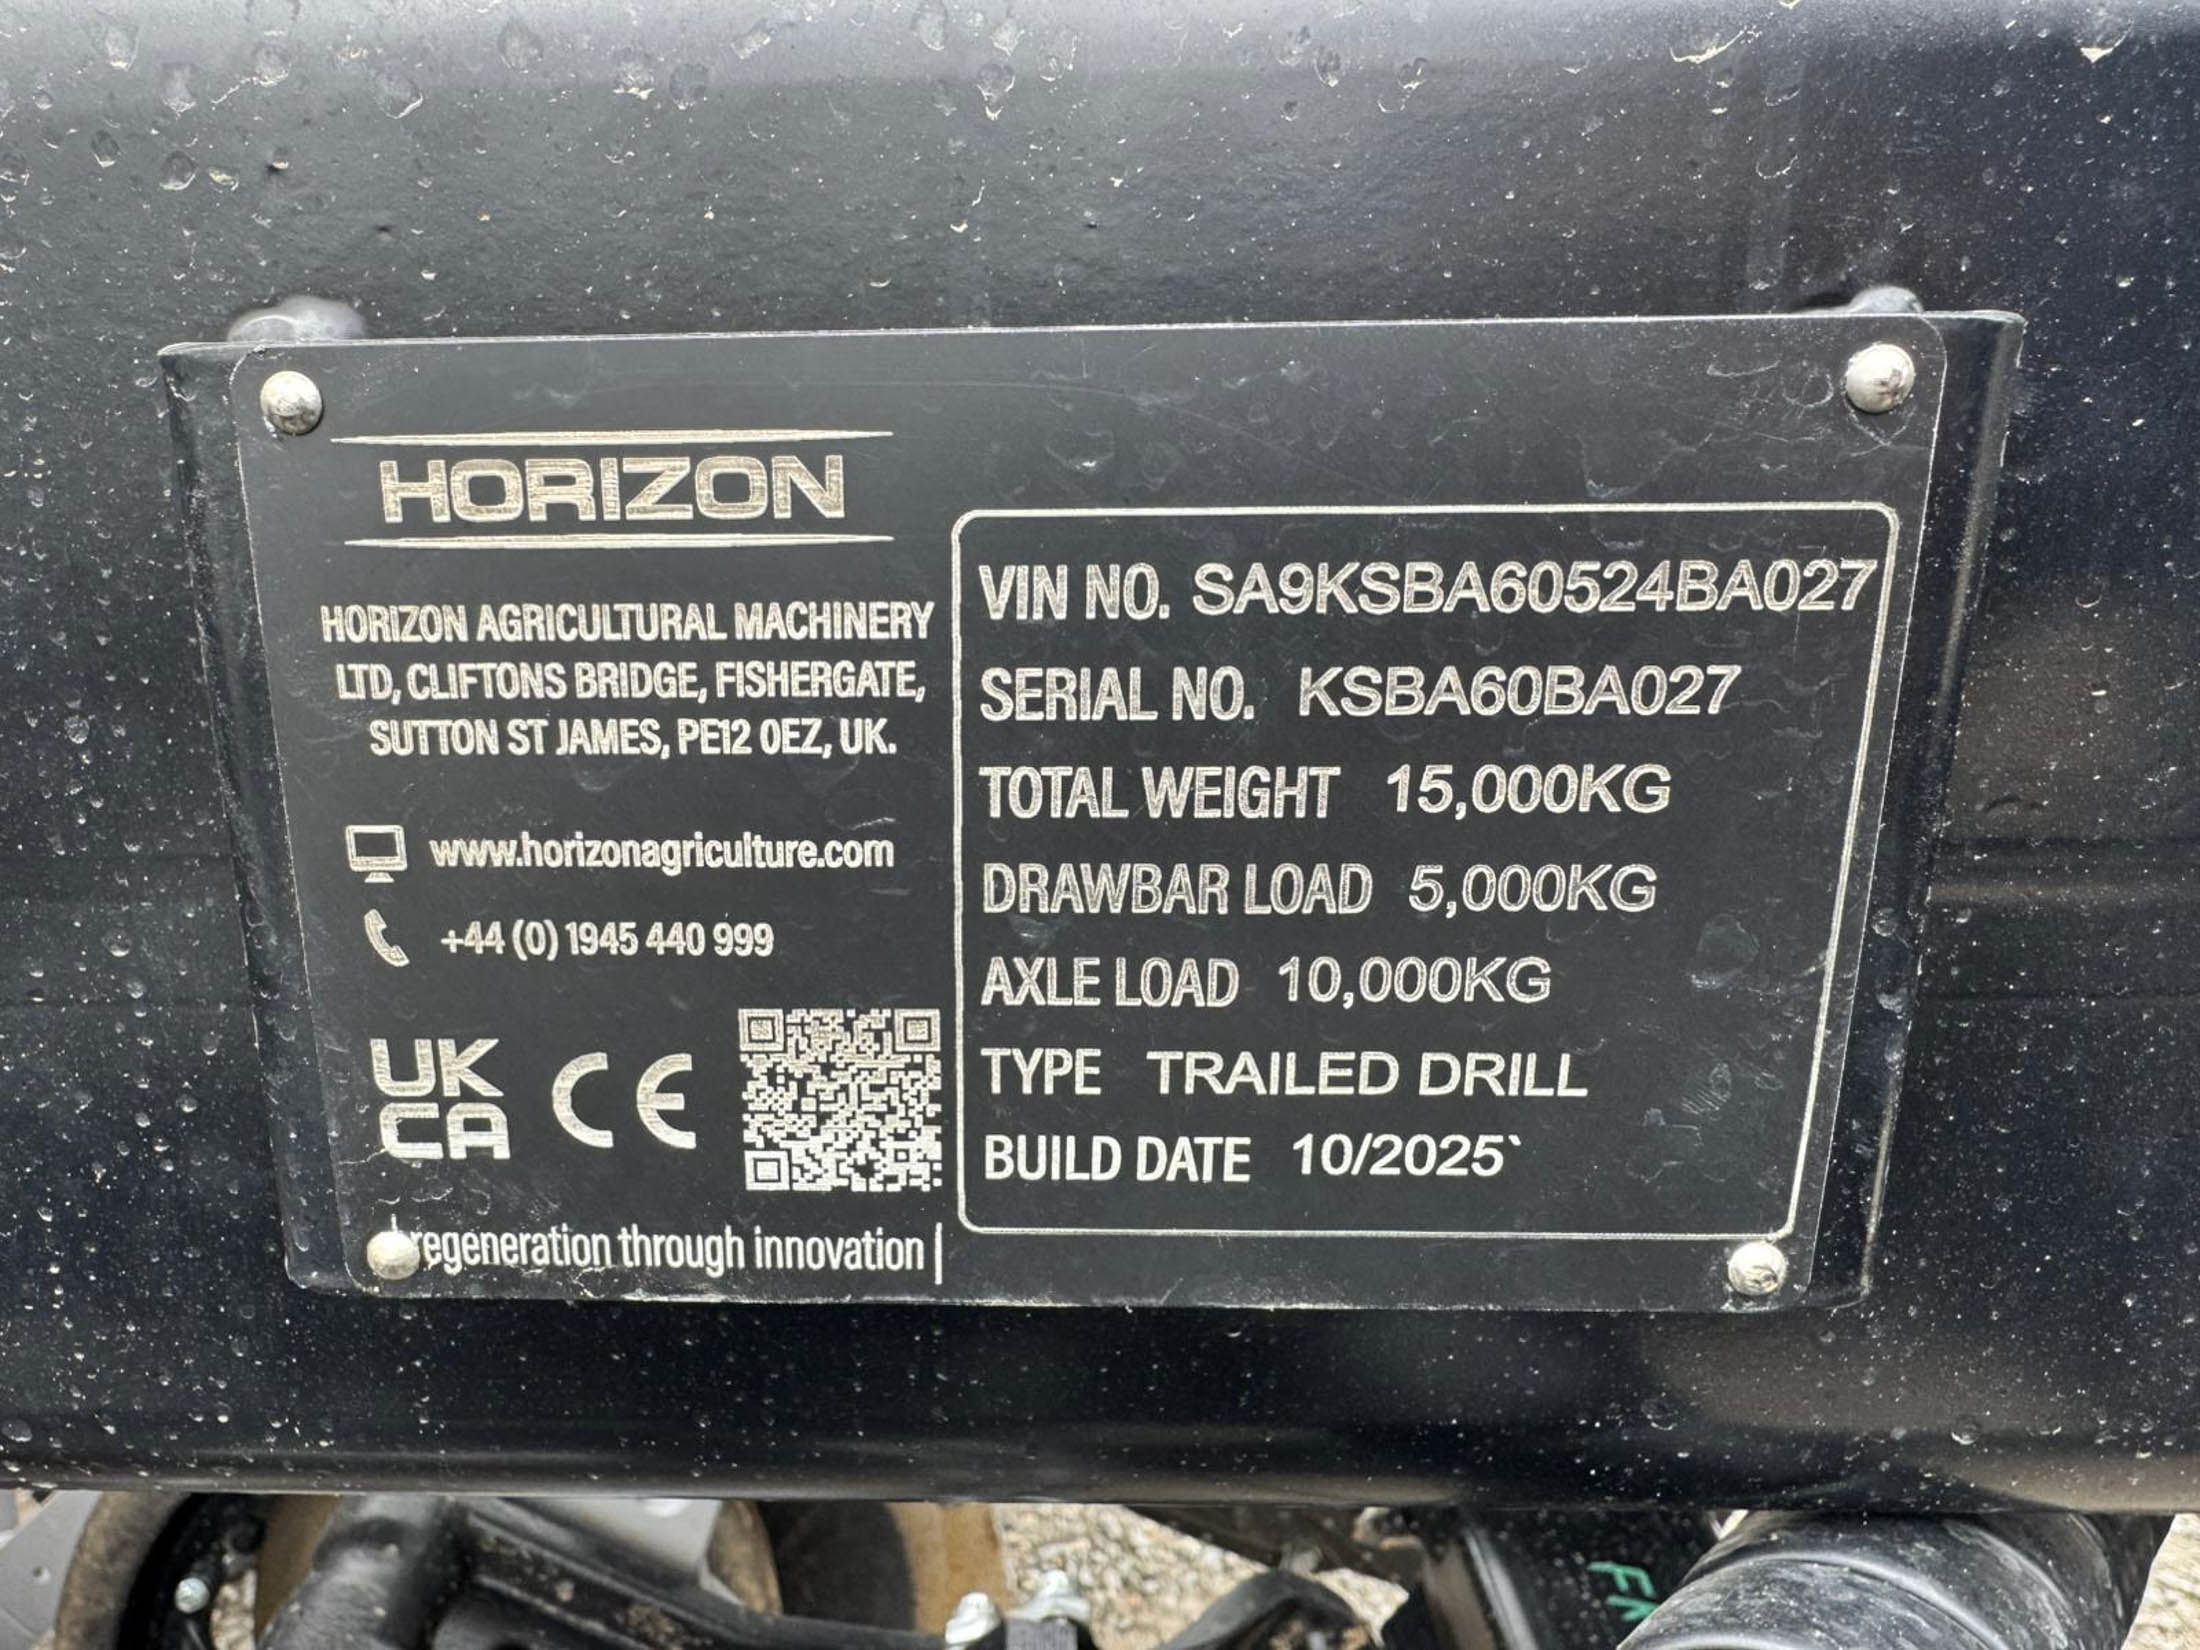 HORIZON
HORIZON AGRICULTURAL MACHINERY
LTD, CLIFTONS BRIDGE, FISHERGATE,
SUTTON ST JAMES, PE12 0EZ, UK.
www.horizonagriculture.com
+44 (0) 1945 440 999
UK
CA
CE
regeneration through innovation |
VIN NO. SA9KSBA60524BA027
SERIAL NO. KSBA60BA027
TOTAL WEIGHT 15,000KG
DRAWBAR LOAD 5,000KG
AXLE LOAD 10,000KG
TYPE TRAILED DRILL
BUILD DATE 10/2025`